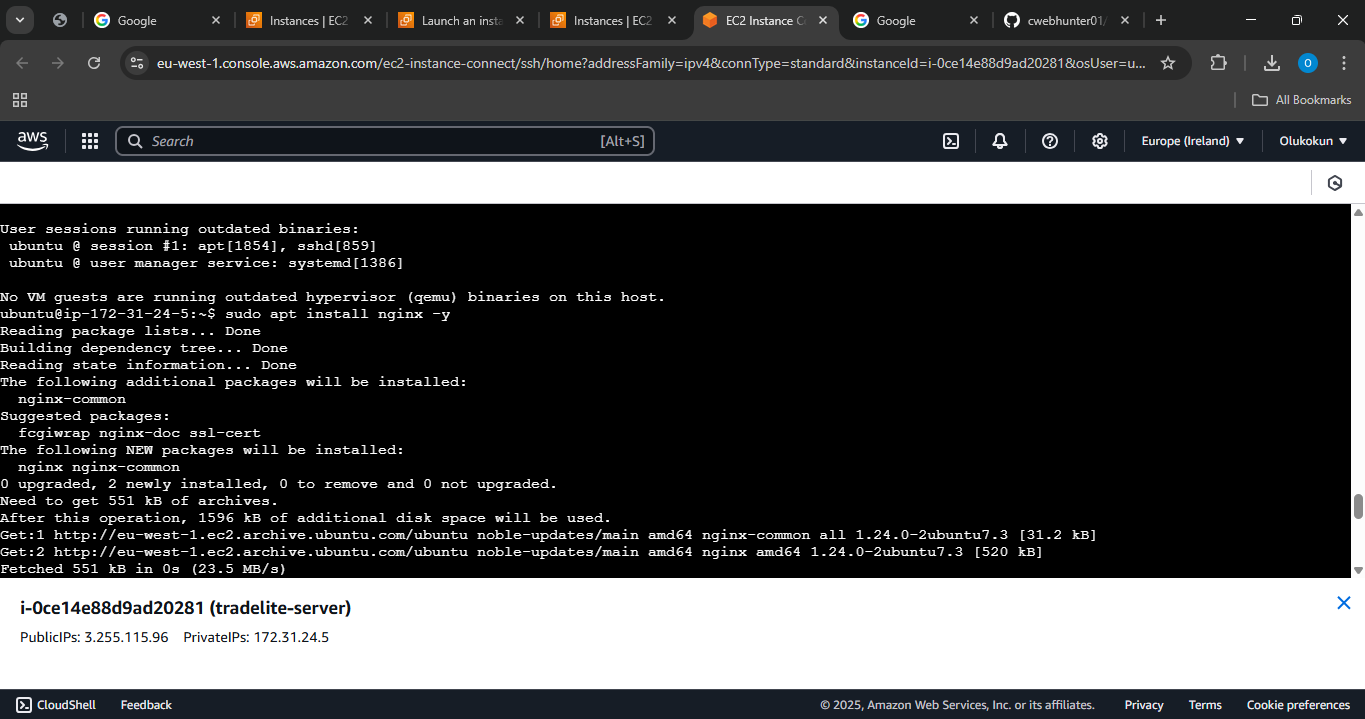 Google
Instances | EC2
Launch an insta
Instances | EC2
EC2 Instance C
Google
cwebhunter01/
eu-west-1.console.aws.amazon.com/ec2-instance-connect/ssh/home?addressFamily=ipv4&connType=standard&instanceId=i-0ce14e88d9ad20281&osUser=u...
O
All Bookmarks
aws
Search
[Alt+S]
Europe (Ireland)
Olukokun
User sessions running outdated binaries:
ubuntu @ session #1: apt[1854], sshd[859]
ubuntu @ user manager service: systemd[1386]
No VM guests are running outdated hypervisor (qemu) binaries on this host.
ubuntu@ip-172-31-24-5:~$ sudo apt install nginx -y
Reading package lists... Done
Building dependency tree... Done
Reading state information... Done
The following additional packages will be installed:
nginx-common
Suggested packages:
fcgiwrap nginx-doc ssl-cert
The following NEW packages will be installed:
nginx nginx-common
0 upgraded, 2 newly installed, 0 to remove and 0 not upgraded.
Need to get 551 kB of archives.
After this operation, 1596 kB of additional disk space will be used.
Get:1 http://eu-west-1.ec2.archive.ubuntu.com/ubuntu noble-updates/main amd64 nginx-common all 1.24.0-2ubuntu7.3 [31.2 kB]
Get:2 http://eu-west-1.ec2.archive.ubuntu.com/ubuntu noble-updates/main amd64 nginx amd64 1.24.0-2ubuntu7.3 [520 kB]
Fetched 551 kB in 0s (23.5 MB/s)
i-0ce14e88d9ad20281 (tradelite-server)
PublicIPs: 3.255.115.96 PrivateIPs: 172.31.24.5
CloudShell Feedback © 2025, Amazon Web Services, Inc. or its affiliates. Privacy Terms Cookie preferences